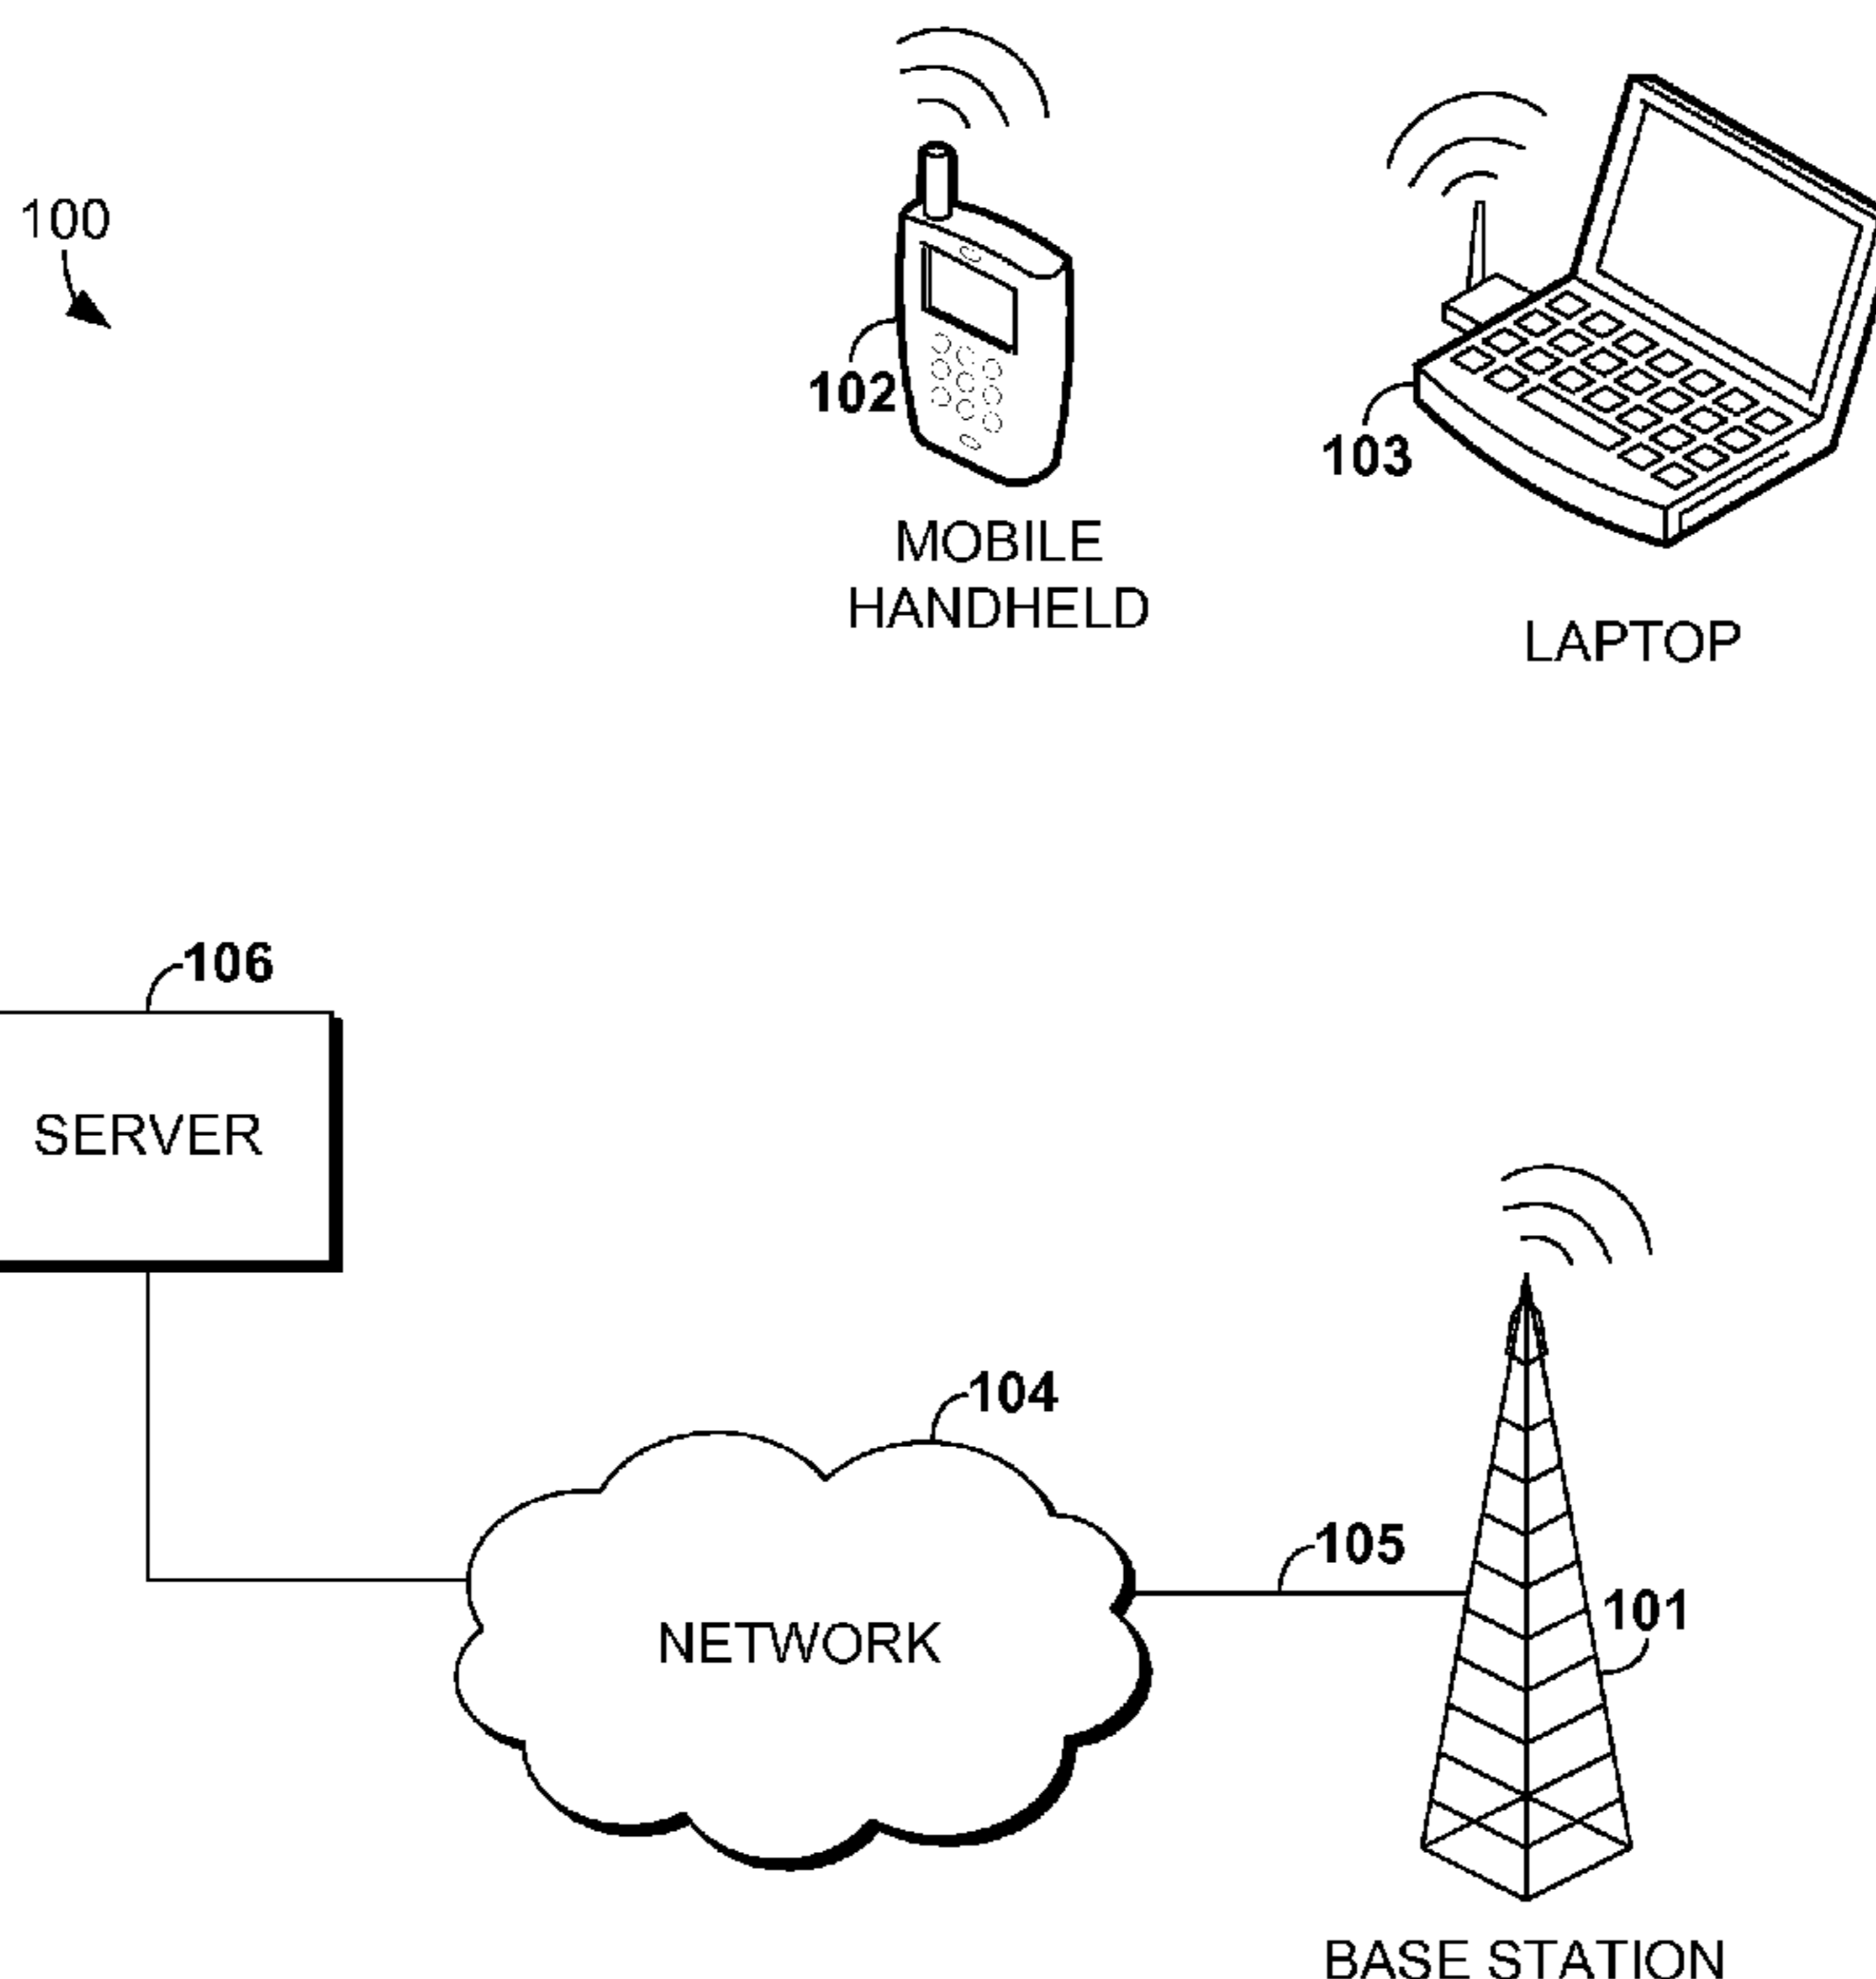 100
102
103
MOBILE
HANDHELD
LAPTOP
106
SERVER
104
105
NETWORK
101
BASE STATION